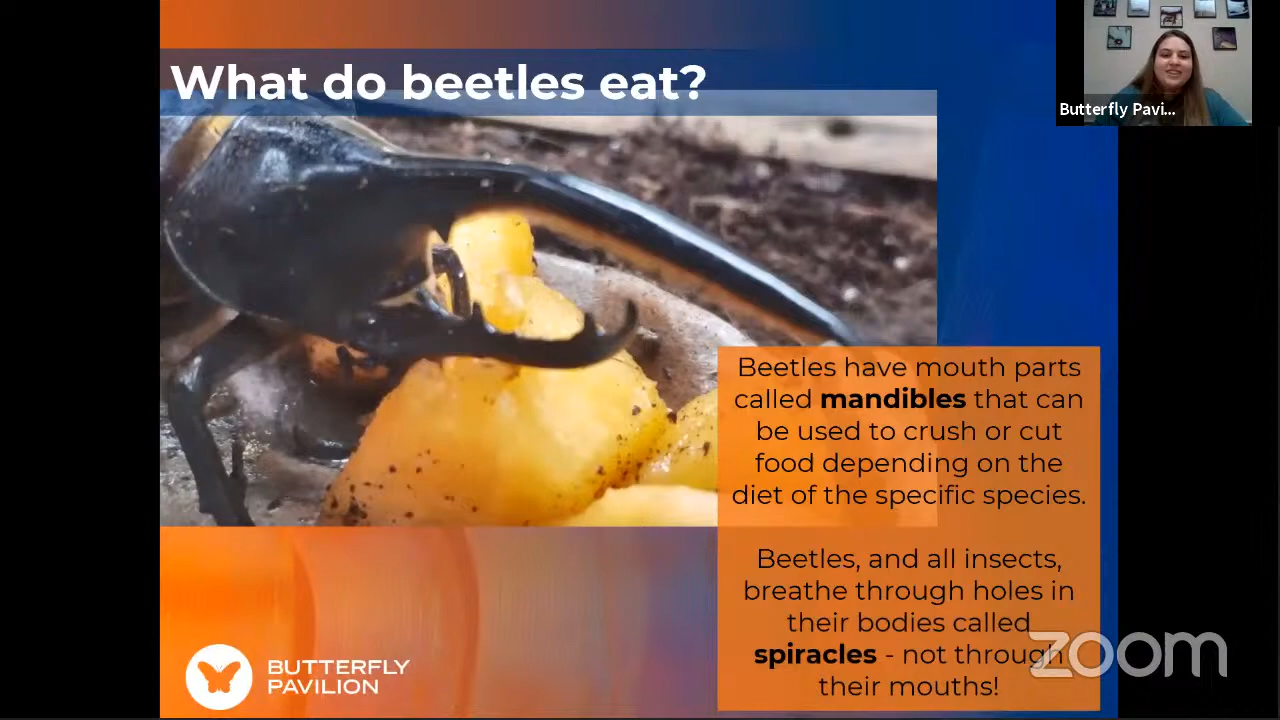 What do beetles eat?
Butterfly Pavi...
Beetles have mouth parts
called mandibles that can
be used to crush or cut
food depending on the
diet of the specific species.
Beetles, and all insects,
breathe through holes in
their bodies called
spiracles - not through
their mouths!
zoom
BUTTERFLY
PAVILION